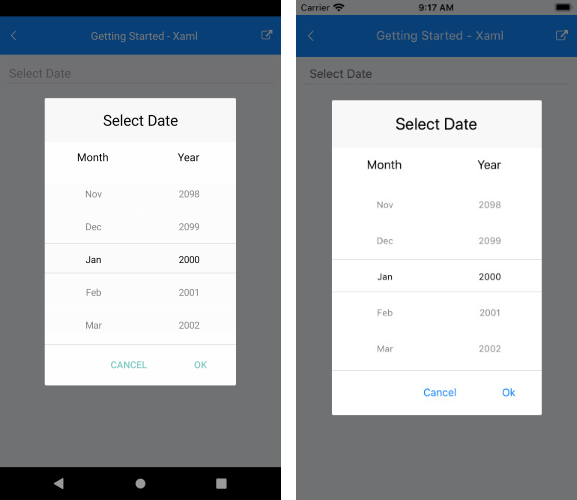 Getting Started - Xaml
Select Date
Select Date
Month Year
Nov 2098
Dec 2099
Jan 2000
Feb 2001
Mar 2002
CANCEL OK
Carrier 9:17 AM
Getting Started - Xaml
Select Date
Select Date
Month Year
Nov 2098
Dec 2099
Jan 2000
Feb 2001
Mar 2002
Cancel Ok